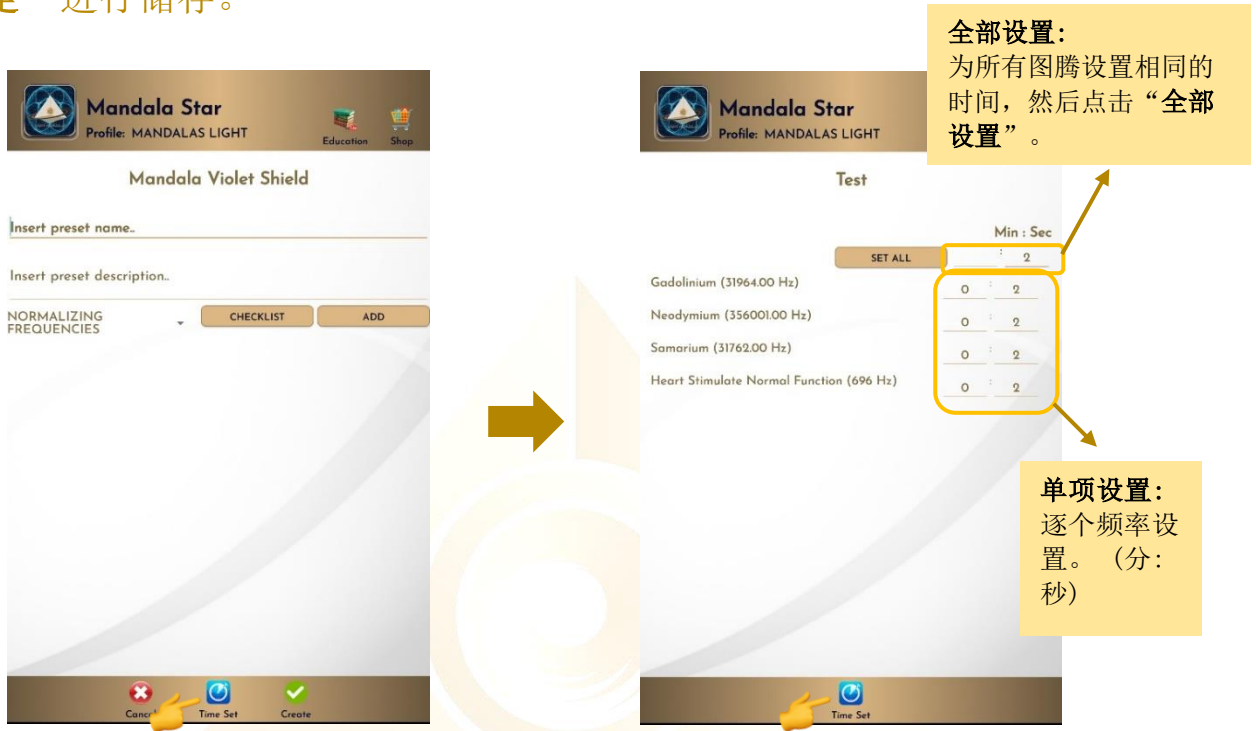 进行储存。
全部设置:
为所有图腾设置相同的
时间，然后点击“全部
设置”。
Mandala Star
Profile: MANDALAS LIGHT
Education
Shop
Mandala Violet Shield
Insert preset name..
Insert preset description..
NORMALIZING
FREQUENCIES
CHECKLIST
ADD
Time Set
Create
Mandala Star
Profile: MANDALAS LIGHT
Test
Min : Sec
SET ALL : 2
Gadolinium (31964.00 Hz) 0 : 2
Neodymium (356001.00 Hz) 0 : 2
Samarium (31762.00 Hz) 0 : 2
Heart Stimulate Normal Function (696 Hz) 0 : 2
单项设置:
逐个频率设
置。（分:
秒）
Time Set